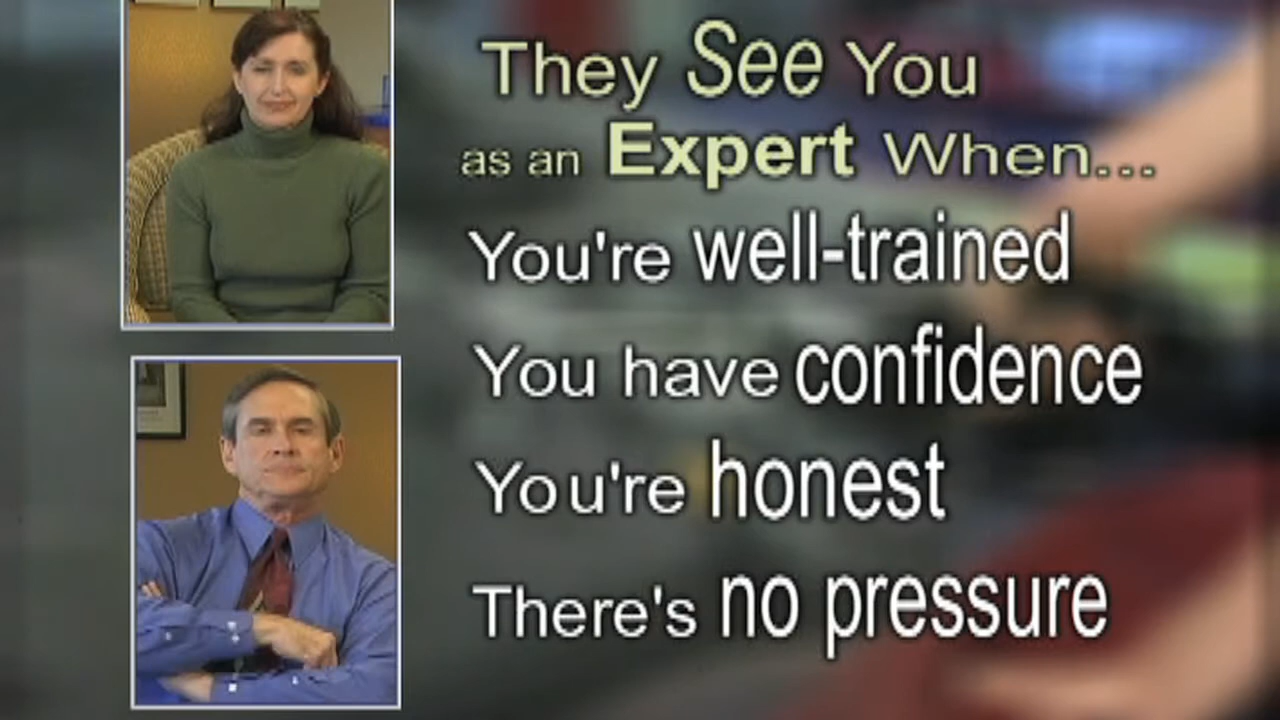 They See You
as an Expert When...
You're well-trained
You have confidence
You're honest
There's no pressure